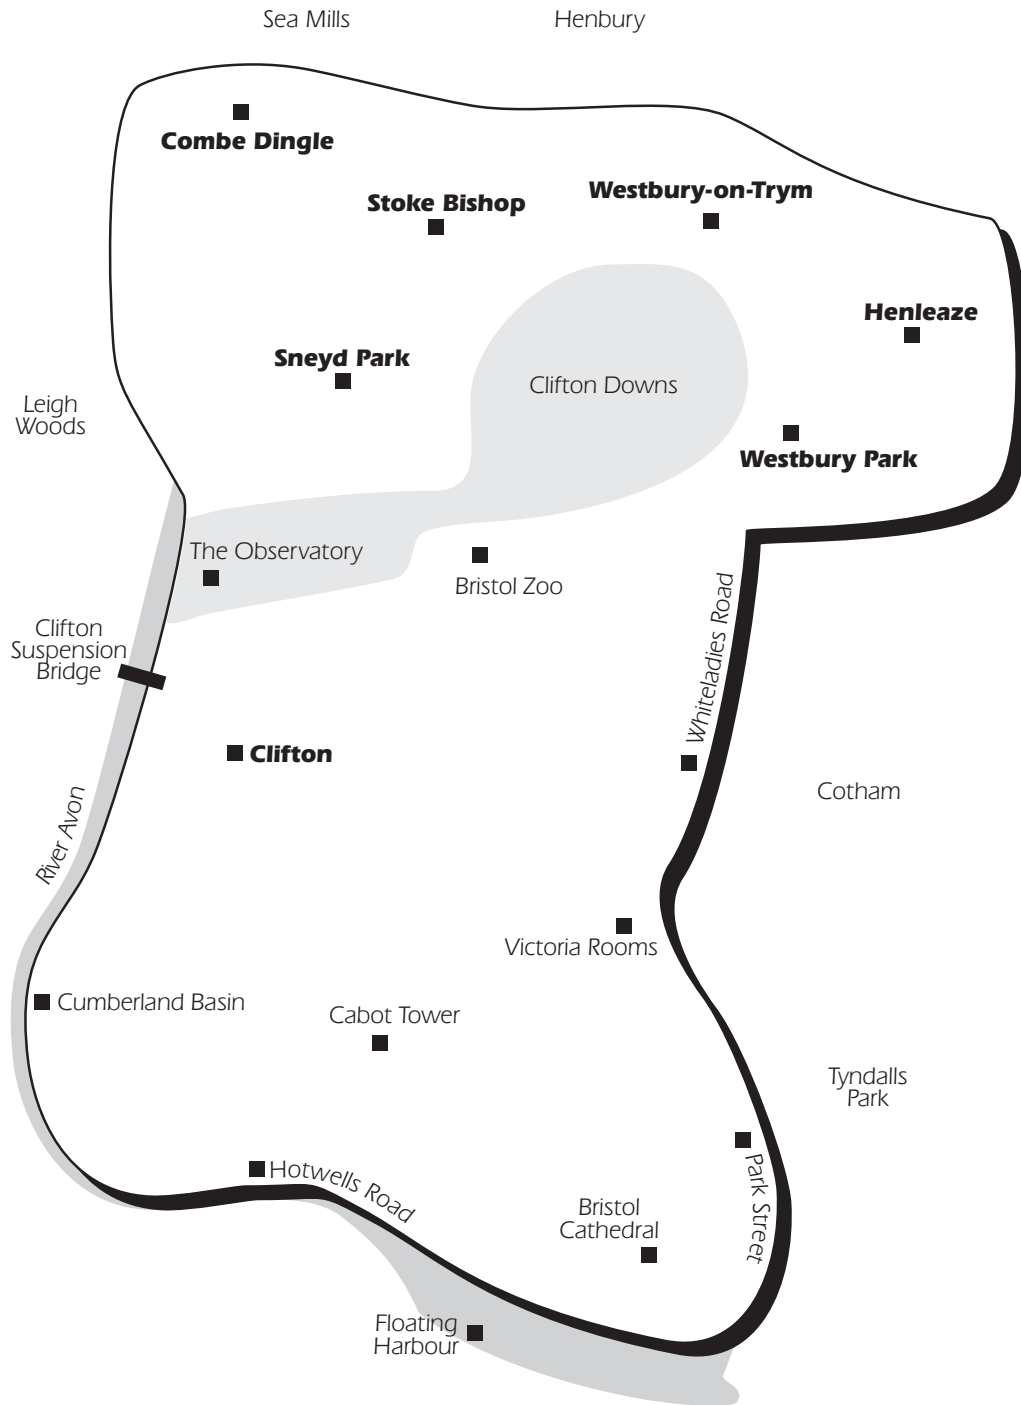 Sea Mills
Henbury
Combe Dingle
Stoke Bishop
Westbury-on-Trym
Henleaze
Sneyd Park
Clifton Downs
Leigh
Woods
Westbury Park
The Observatory
Bristol Zoo
Whiteladies Road
Clifton
Suspension
Bridge
Clifton
Cotham
River Avon
Victoria Rooms
Cumberland Basin
Cabot Tower
Tyndalls
Park
Hotwells Road
Park Street
Bristol
Cathedral
Floating
Harbour